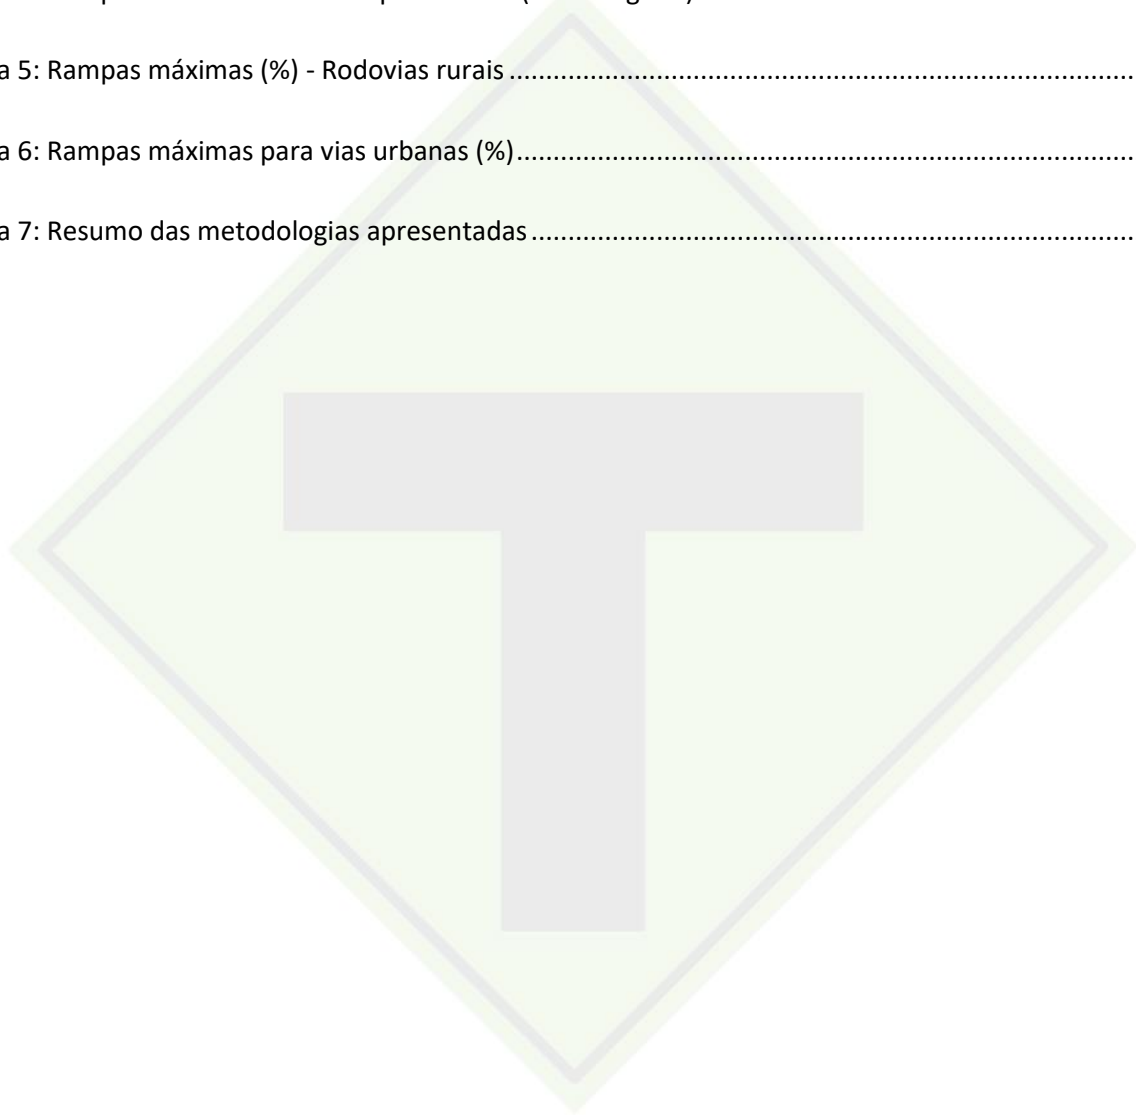 a 5: Rampas máximas (%) - Rodovias rurais ....................................................................................
a 6: Rampas máximas para vias urbanas (%)....................................................................................
a 7: Resumo das metodologias apresentadas ..................................................................................
T